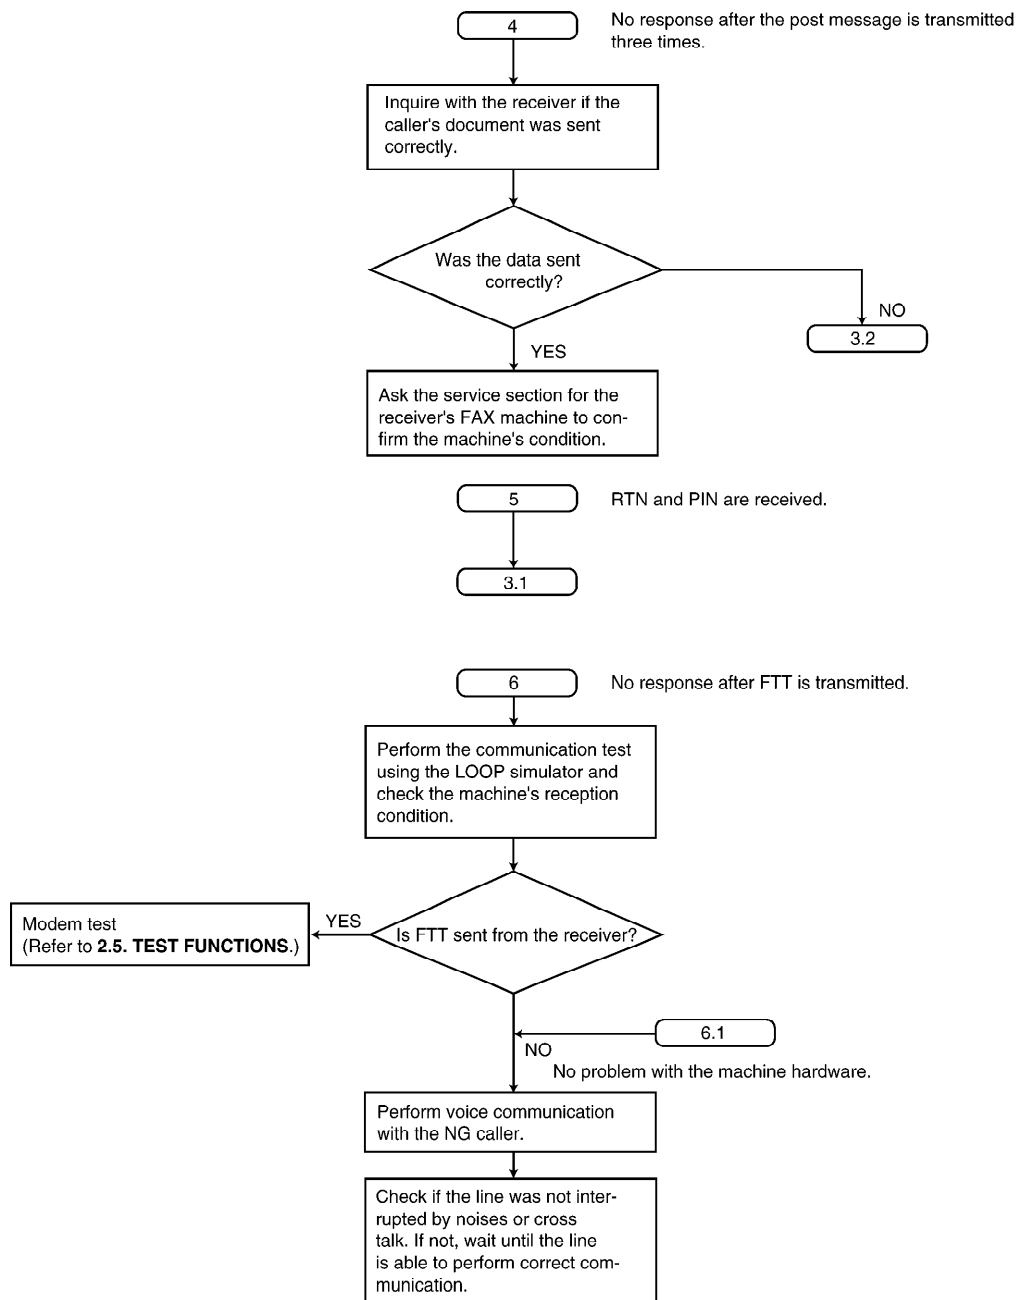 4
No response after the post message is transmitted
three times.
Inquire with the receiver if the
caller's document was sent
correctly.
Was the data sent
correctly?
NO
3.2
YES
Ask the service section for the
receiver's FAX machine to con-
firm the machine's condition.
5
RTN and PIN are received.
3.1
6
No response after FTT is transmitted.
Perform the communication test
using the LOOP simulator and
check the machine's reception
condition.
YES
Modem test
(Refer to 2.5. TEST FUNCTIONS.)
Is FTT sent from the receiver?
6.1
NO
No problem with the machine hardware.
Perform voice communication
with the NG caller.
Check if the line was not inter-
rupted by noises or cross
talk. If not, wait until the line
is able to perform correct com-
munication.